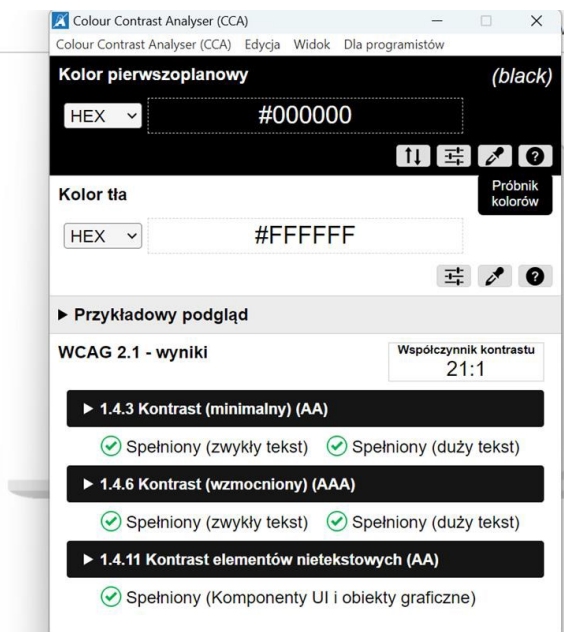 Colour Contrast Analyser (CCA)
Colour Contrast Analyser (CCA) Edycja Widok Dla programistów
Kolor pierwszoplanowy (black)
HEX #000000
Próbnik
kolorów
Kolor tła
HEX #FFFFFF
Przykładowy podgląd
WCAG 2.1 - wyniki
Współczynnik kontrastu
21:1
1.4.3 Kontrast (minimalny) (AA)
Spełniony (zwykły tekst) Spełniony (duży tekst)
1.4.6 Kontrast (wzmocniony) (AAA)
Spełniony (zwykły tekst) Spełniony (duży tekst)
1.4.11 Kontrast elementów nietekstowych (AA)
Spełniony (Komponenty UI i obiekty graficzne)